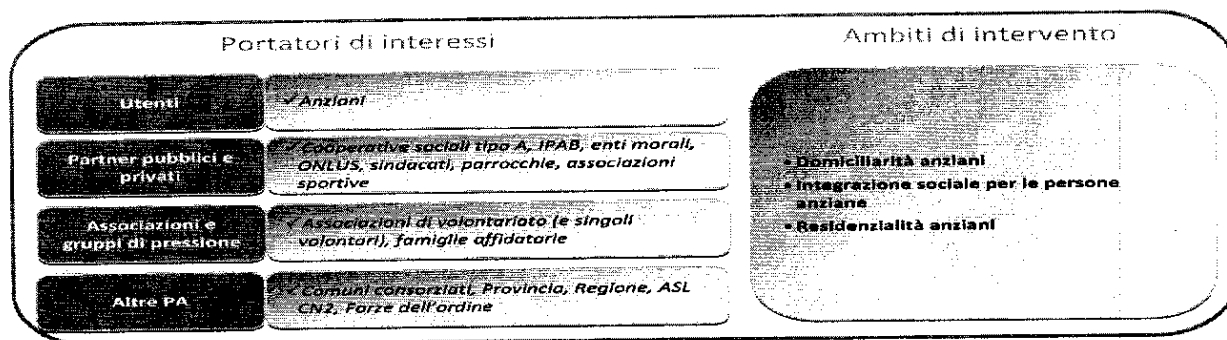 Portatori di interessi
Utenti
✓Anziani
Partner pubblici e
privati
✓Cooperative sociali tipo A, IPAB, enti morali,
ONLUS, sindacati, parrocchie, associazioni
sportive
Associazioni e
gruppi di pressione
✓Associazioni di volontariato (e singoli
volontari), famiglie affidatarie
Altre PA
✓Comuni consorziati, Provincia, Regione, ASL
CN2, Forze dell'ordine
Ambiti di intervento
• Domiciliarità anziani
• Integrazione sociale per le persone
anziane
• Residenzialità anziani